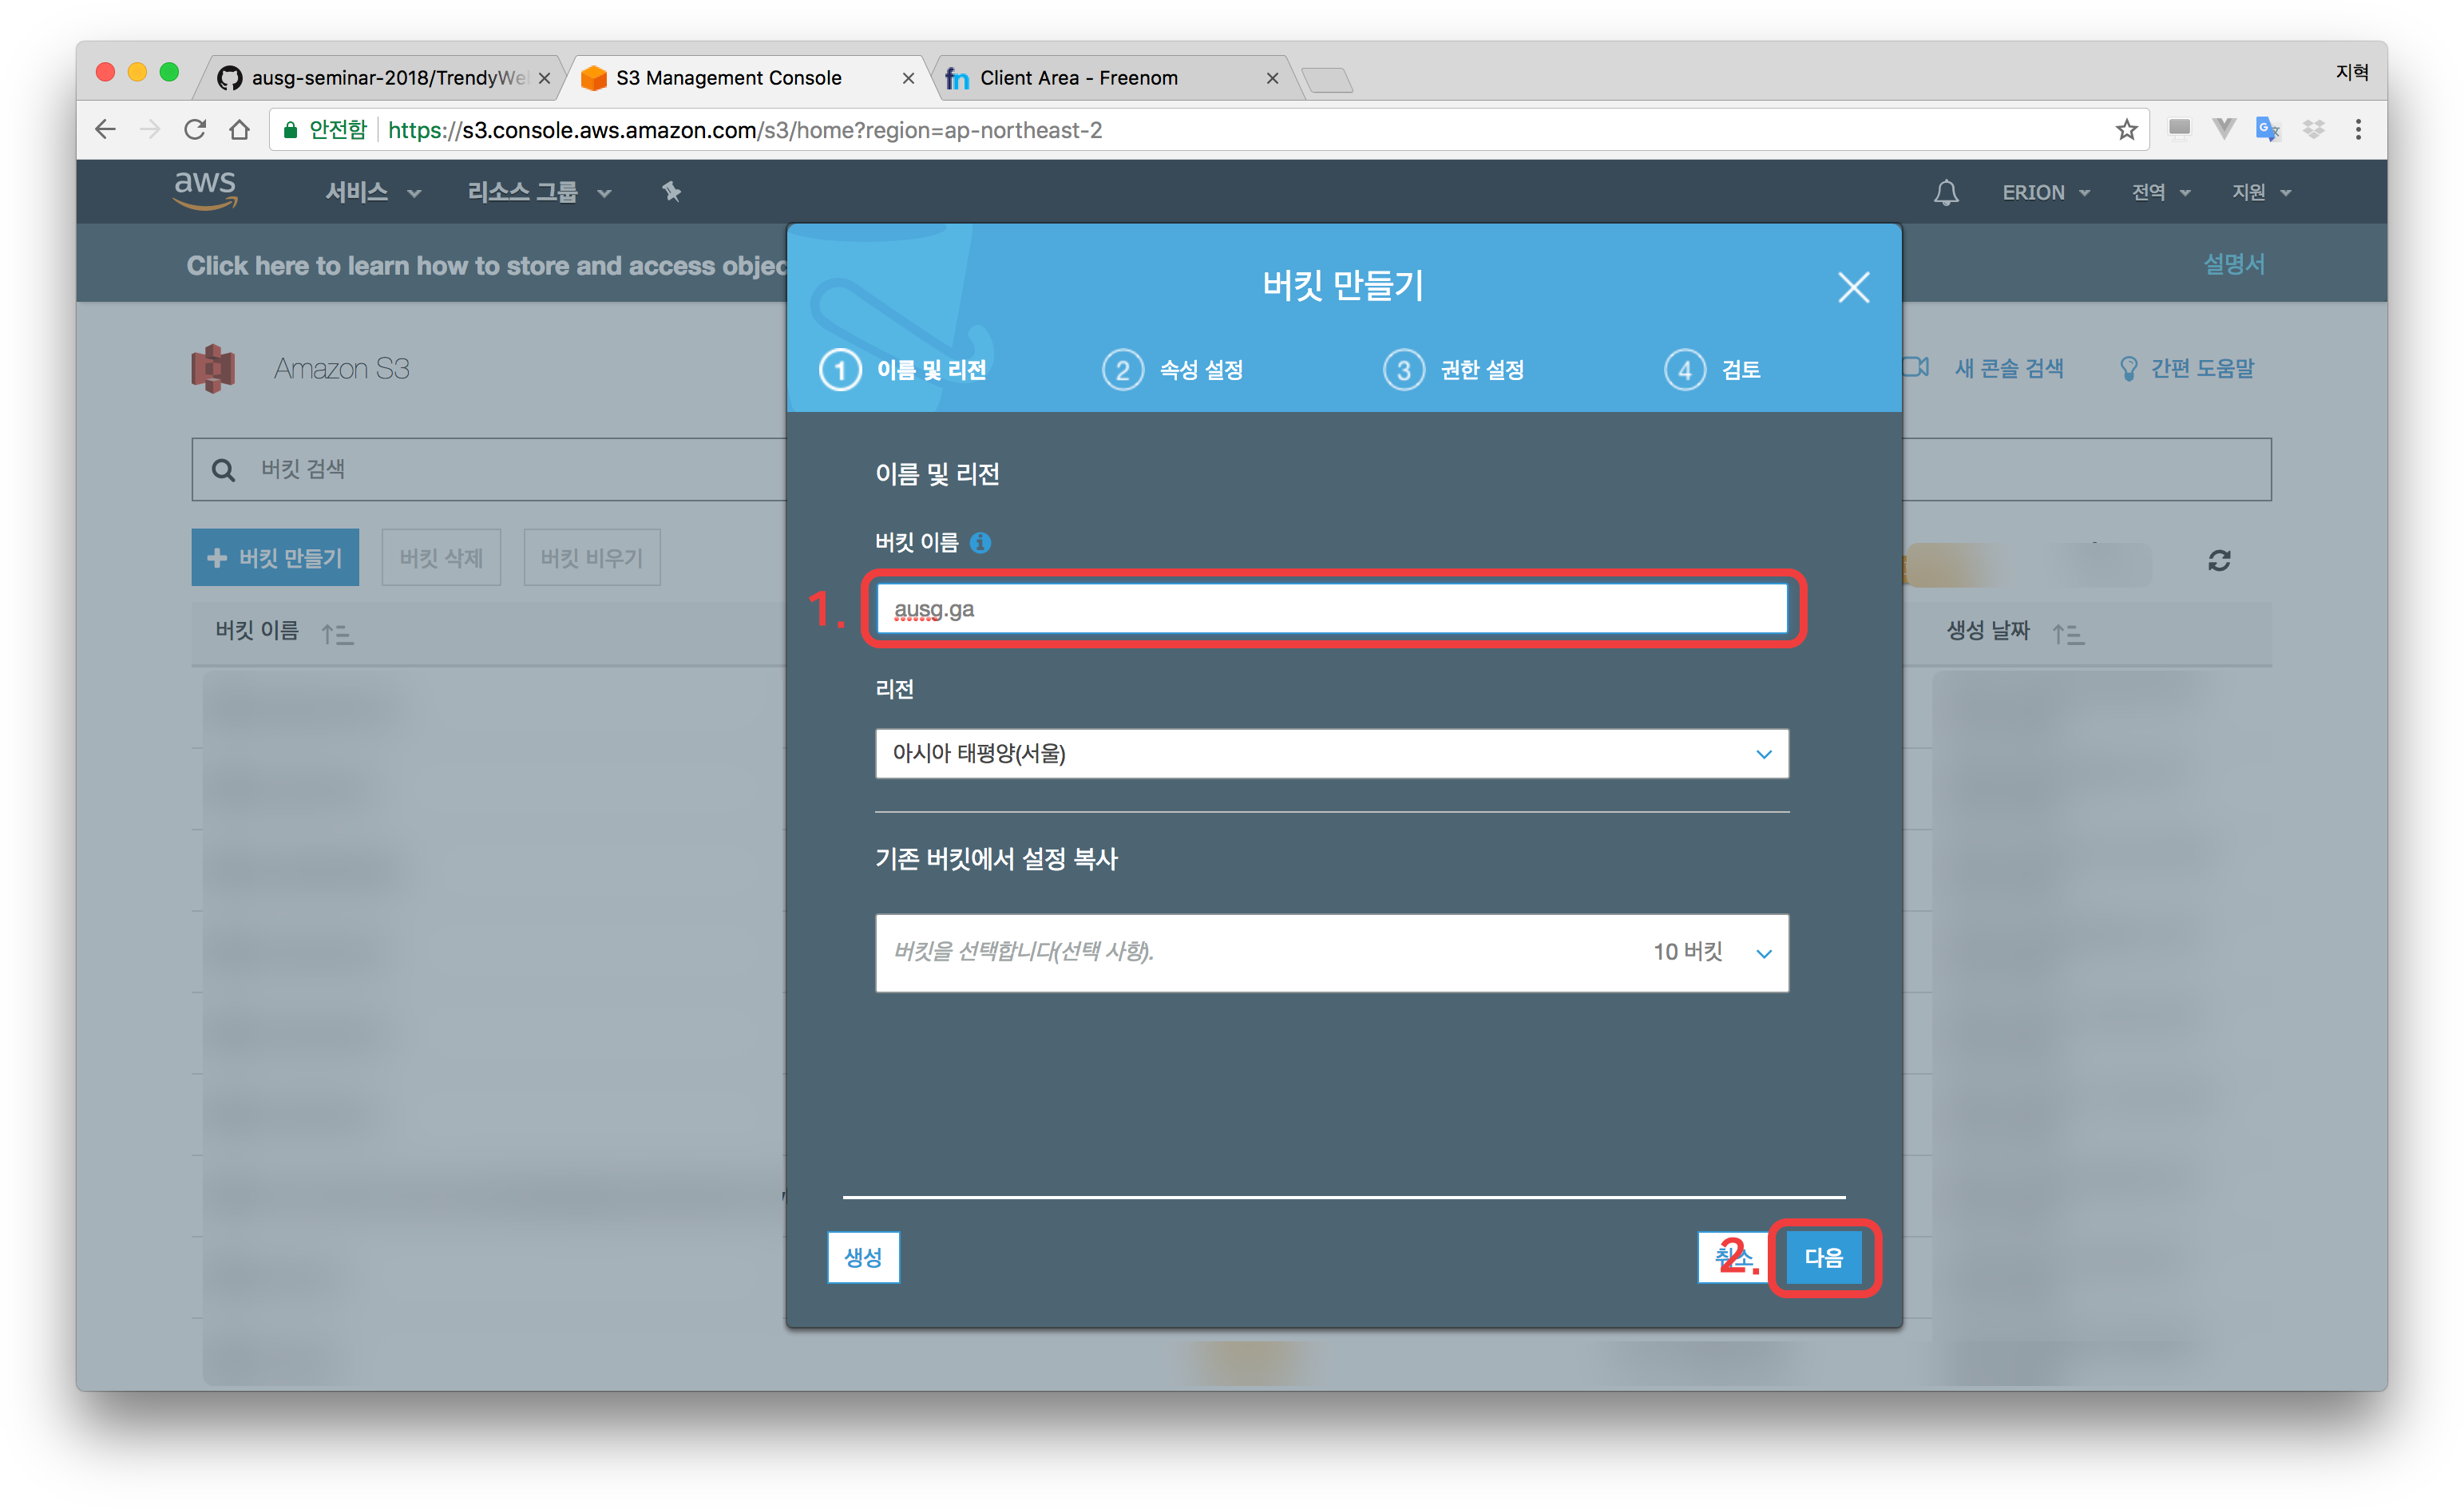 ausg-seminar-2018/TrendyWe
S3 Management Console
Client Area - Freenom
지혁
안전함
https://s3.console.aws.amazon.com/s3/home?region=ap-northeast-2
aws
서비스
리소스 그룹
ERION
전역
지원
Click here to learn how to store and access objec
설명서
버킷 만들기
1 이름 및 리전
2 속성 설정
3 권한 설정
4 검토
Amazon S3
새 콘솔 검색
간편 도움말
버킷 검색
이름 및 리전
버킷 이름
버킷 만들기
버킷 삭제
버킷 비우기
1.
ausg.ga
버킷 이름
생성 날짜
리전
아시아 태평양(서울)
기존 버킷에서 설정 복사
버킷을 선택합니다(선택 사항).
10 버킷
생성
취소
2.
다음